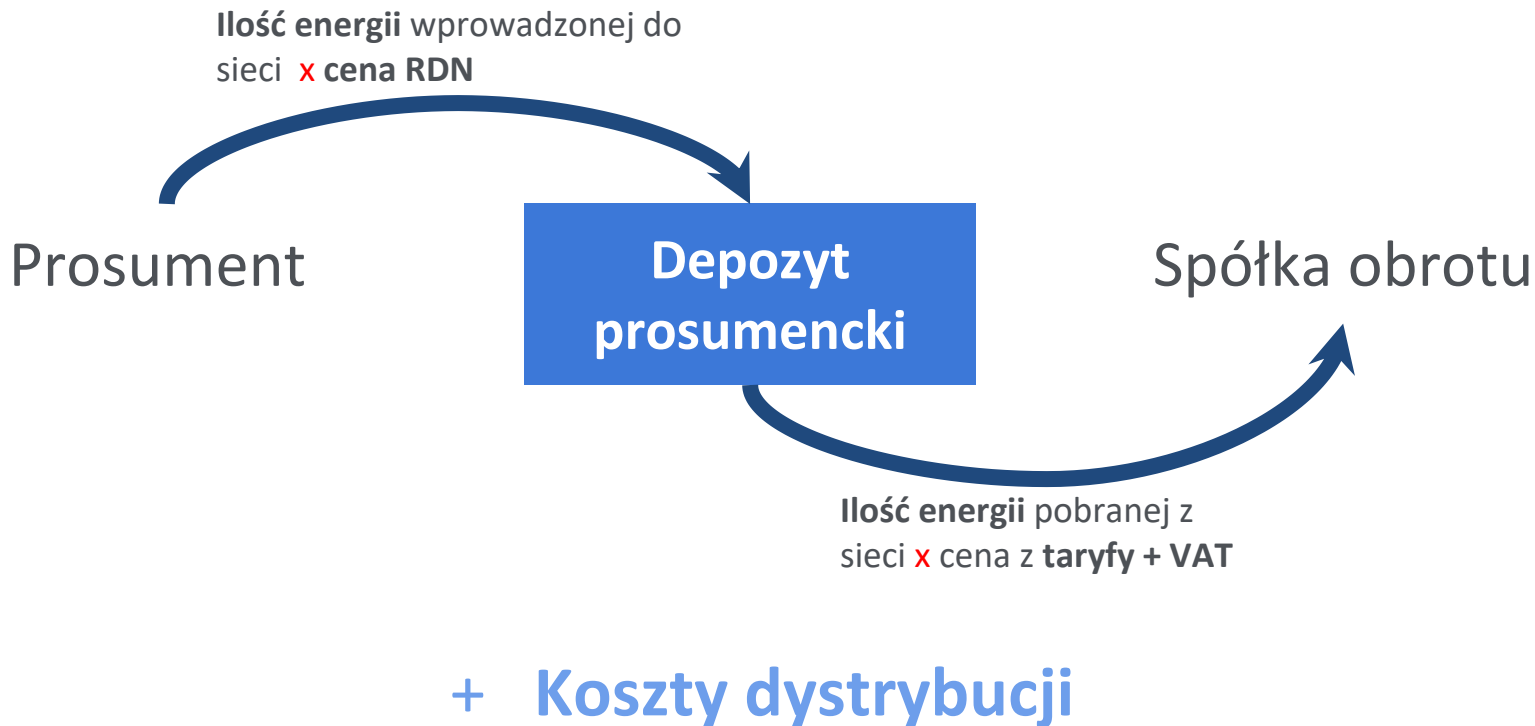 Ilość energii wprowadzonej do
sieci x cena RDN
Prosument
Depozyt
prosumencki
Spółka obrotu
Ilość energii pobranej z
sieci x cena z taryfy + VAT
+ Koszty dystrybucji